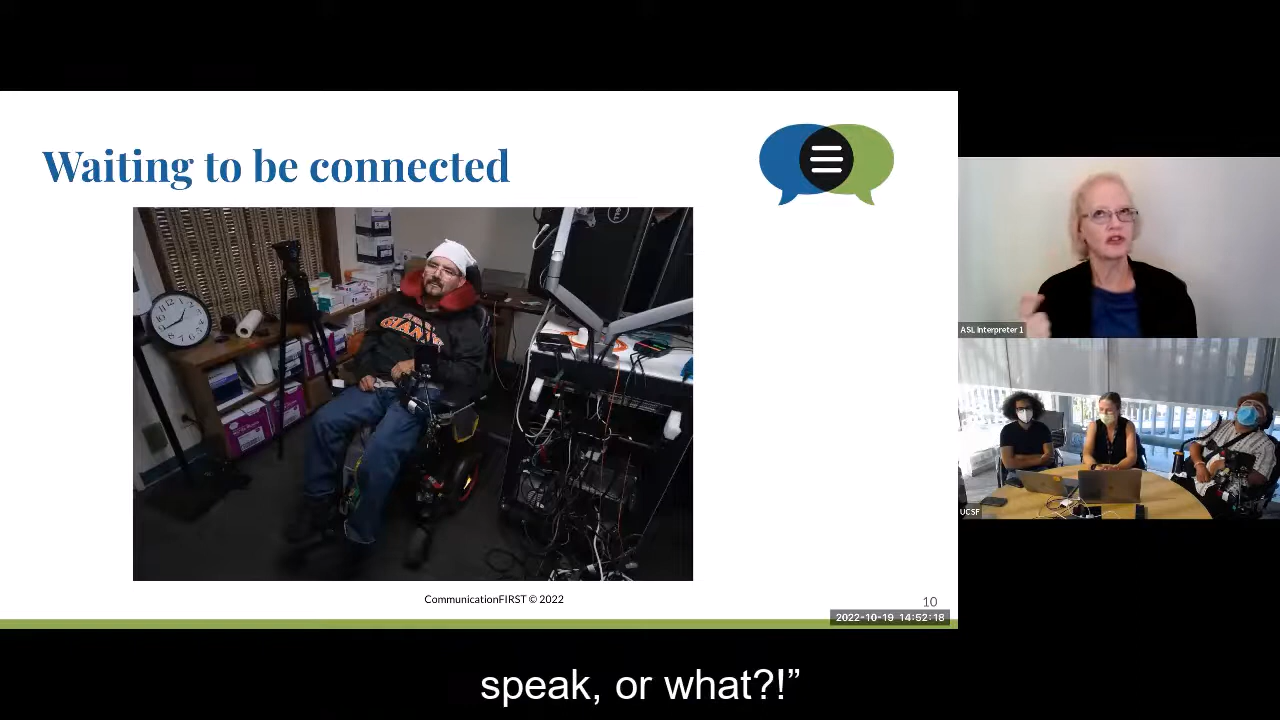 Waiting to be connected
GIANTS
ASL Interpreter 1
UCSF
CommunicationFIRST © 2022
10
2022-10-19 14:52:18
speak, or what?!”